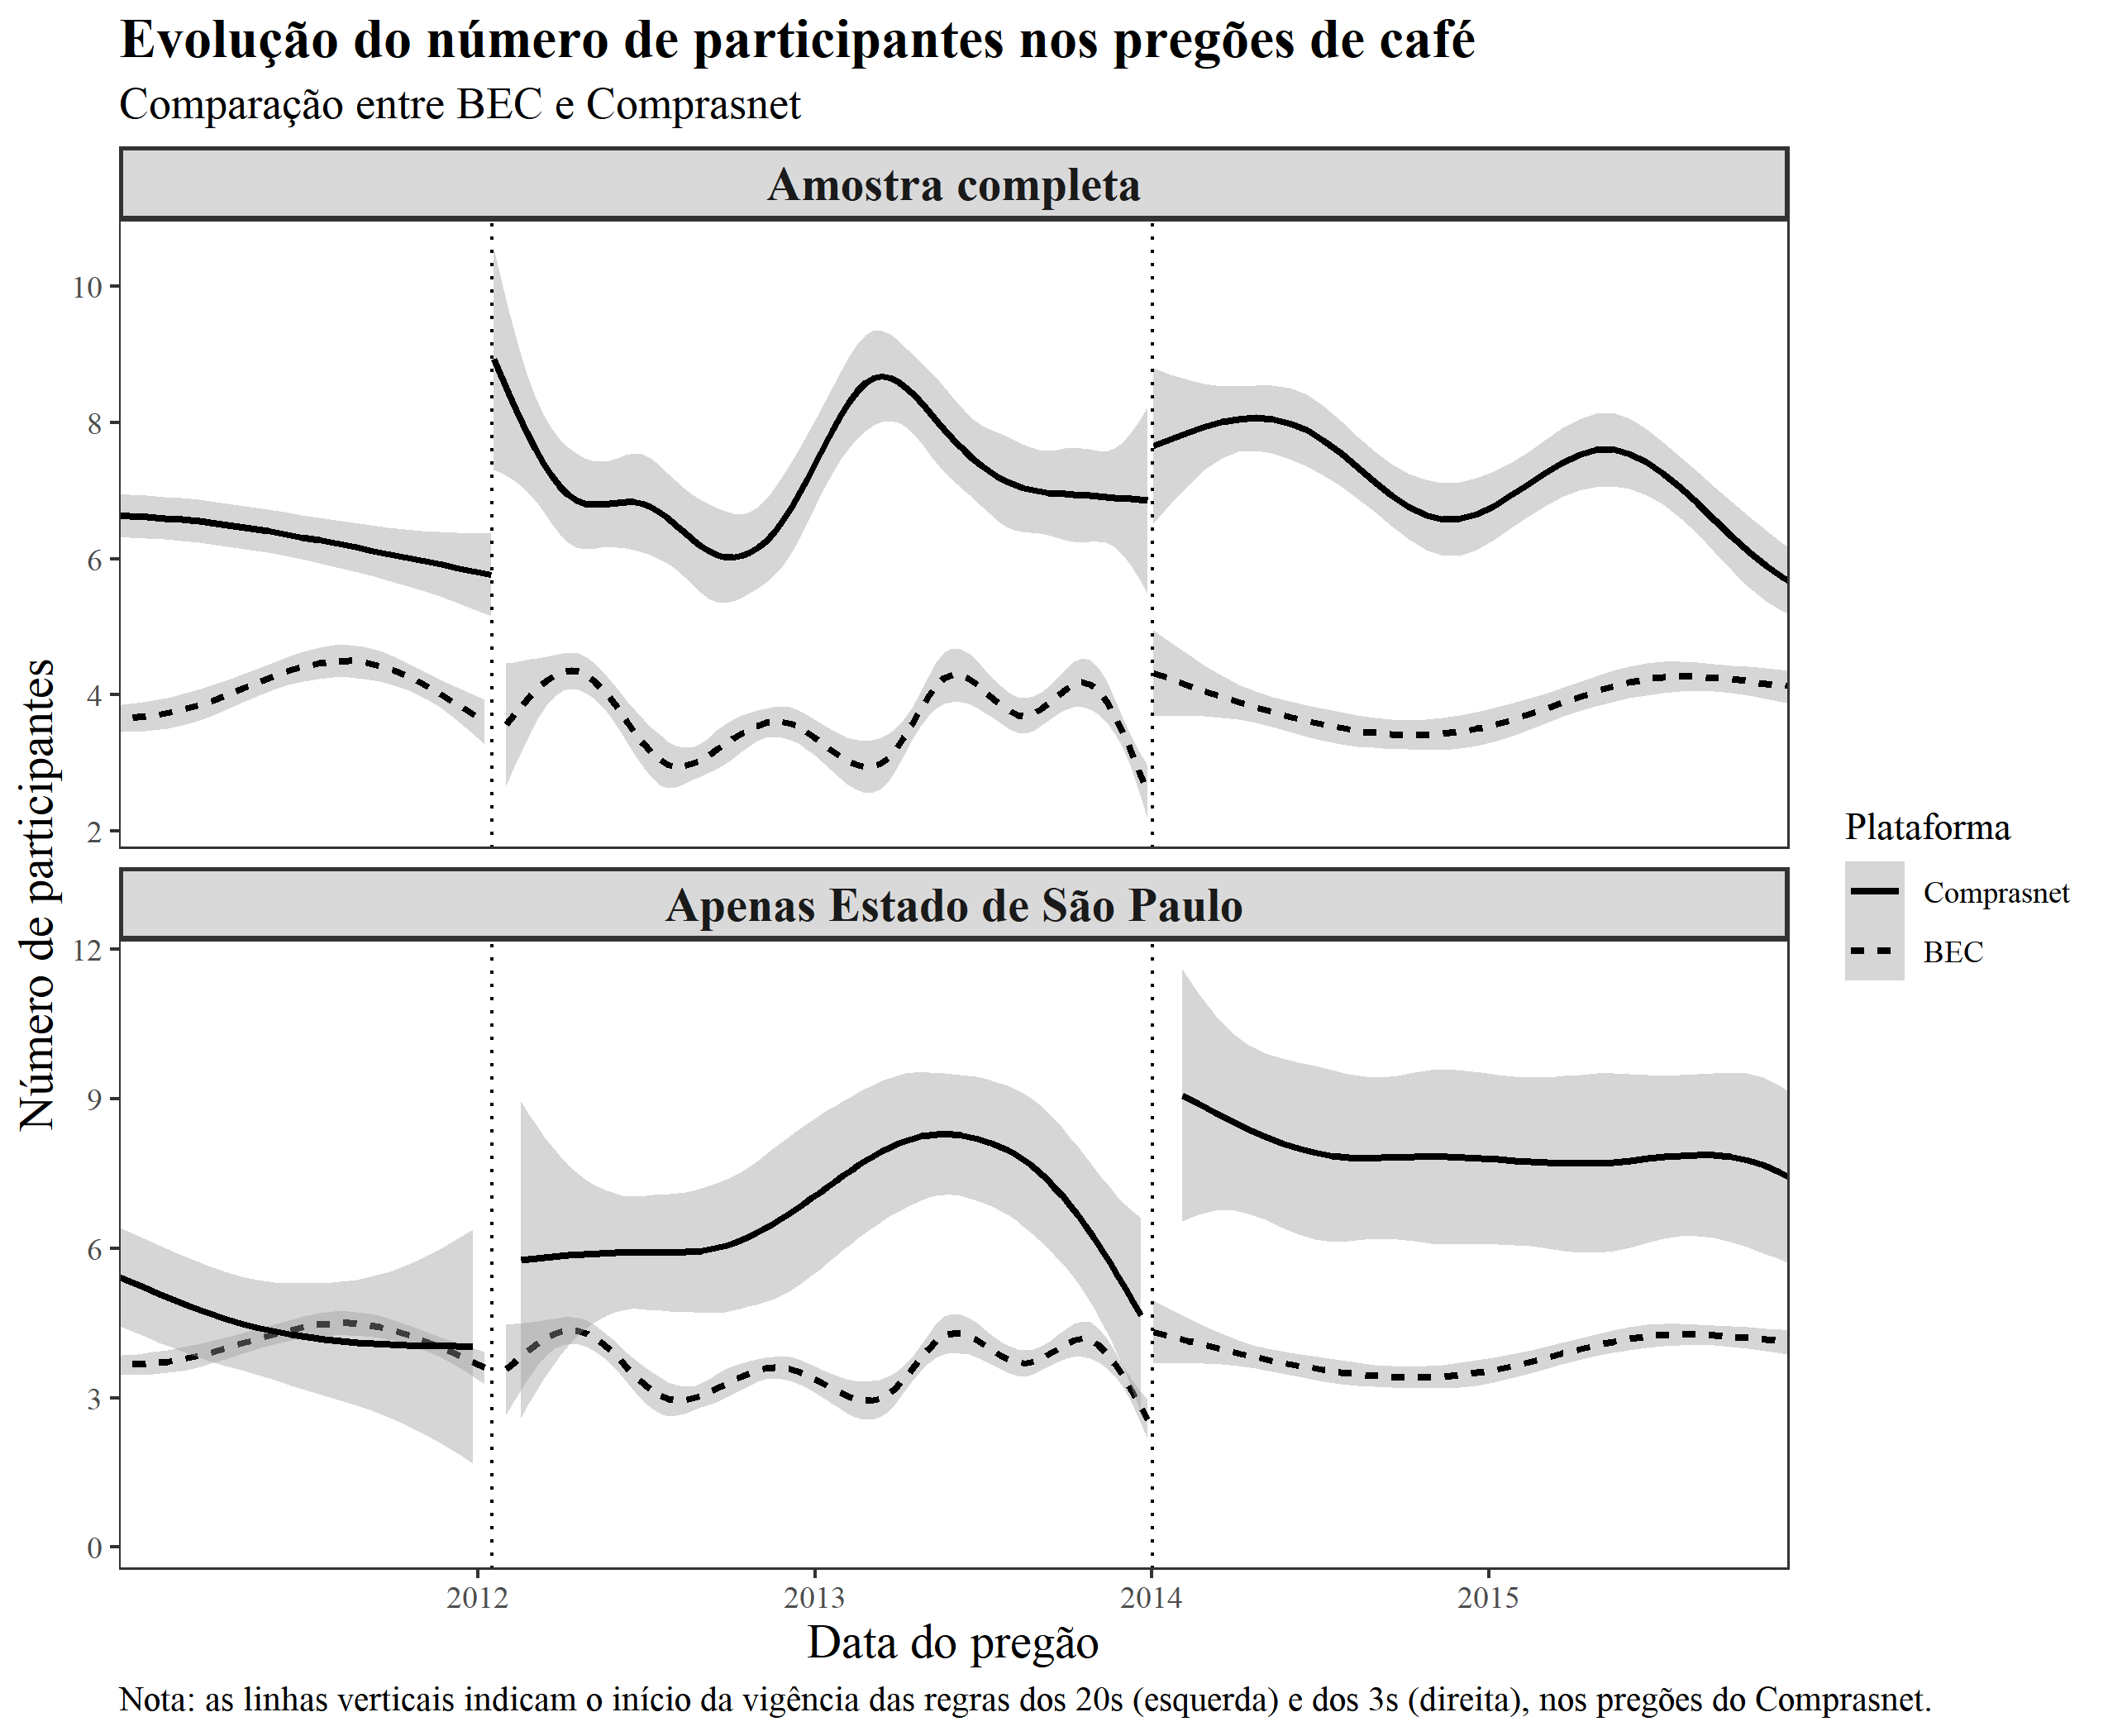 Evolução do número de participantes nos pregões de café
Comparação entre BEC e Comprasnet
Amostra completa
10
8
6
4
2
Número de participantes
Apenas Estado de São Paulo
12
9
6
3
0
2012
2013
2014
2015
Data do pregão
Plataforma
Comprasnet
BEC
Nota: as linhas verticais indicam o início da vigência das regras dos 20s (esquerda) e dos 3s (direita), nos pregões do Comprasnet.